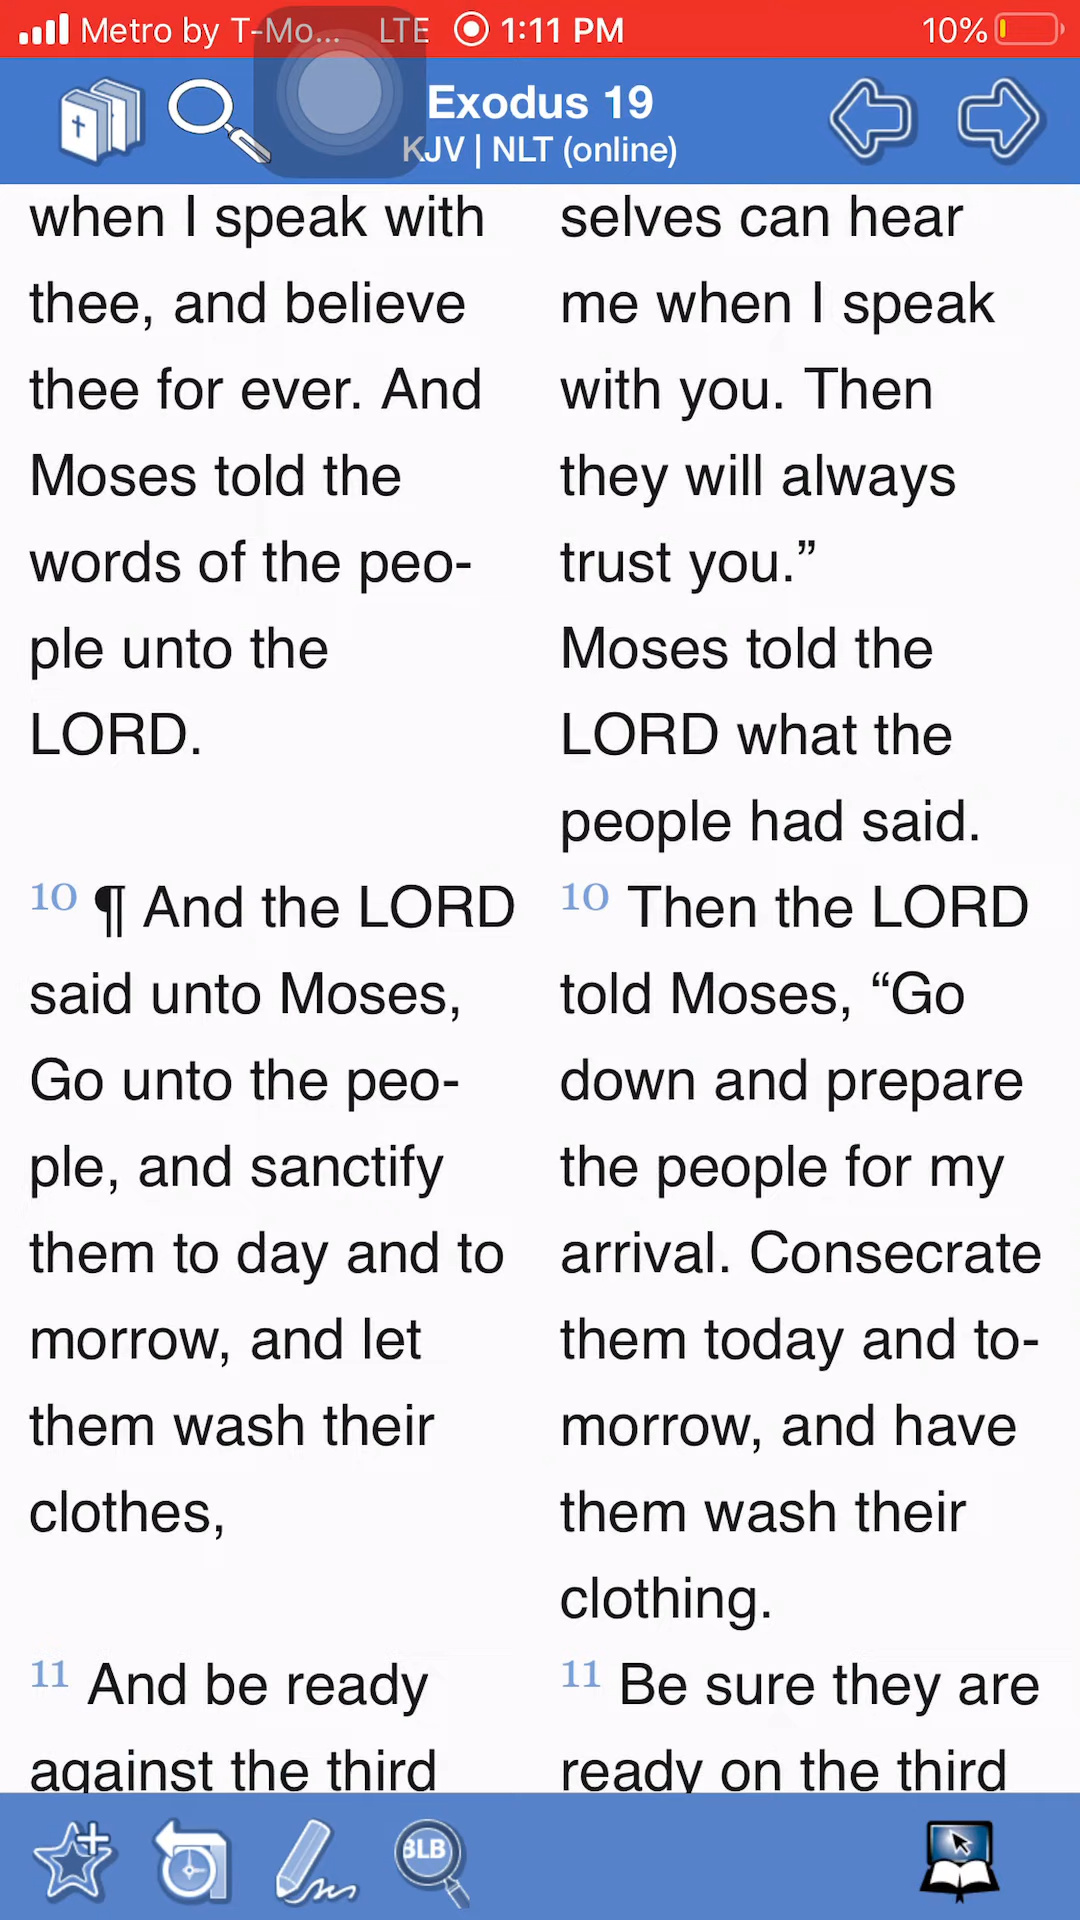 Metro by T-Mo... LTE 1:11 PM 10%
Exodus 19
KJV | NLT (online)
when I speak with
thee, and believe
thee for ever. And
Moses told the
words of the peo-
ple unto the
LORD.
10 ¶ And the LORD
said unto Moses,
Go unto the peo-
ple, and sanctify
them to day and to
morrow, and let
them wash their
clothes,
11 And be ready
against the third
selves can hear
me when I speak
with you. Then
they will always
trust you.”
Moses told the
LORD what the
people had said.
10 Then the LORD
told Moses, “Go
down and prepare
the people for my
arrival. Consecrate
them today and to-
morrow, and have
them wash their
clothing.
11 Be sure they are
ready on the third
BLB